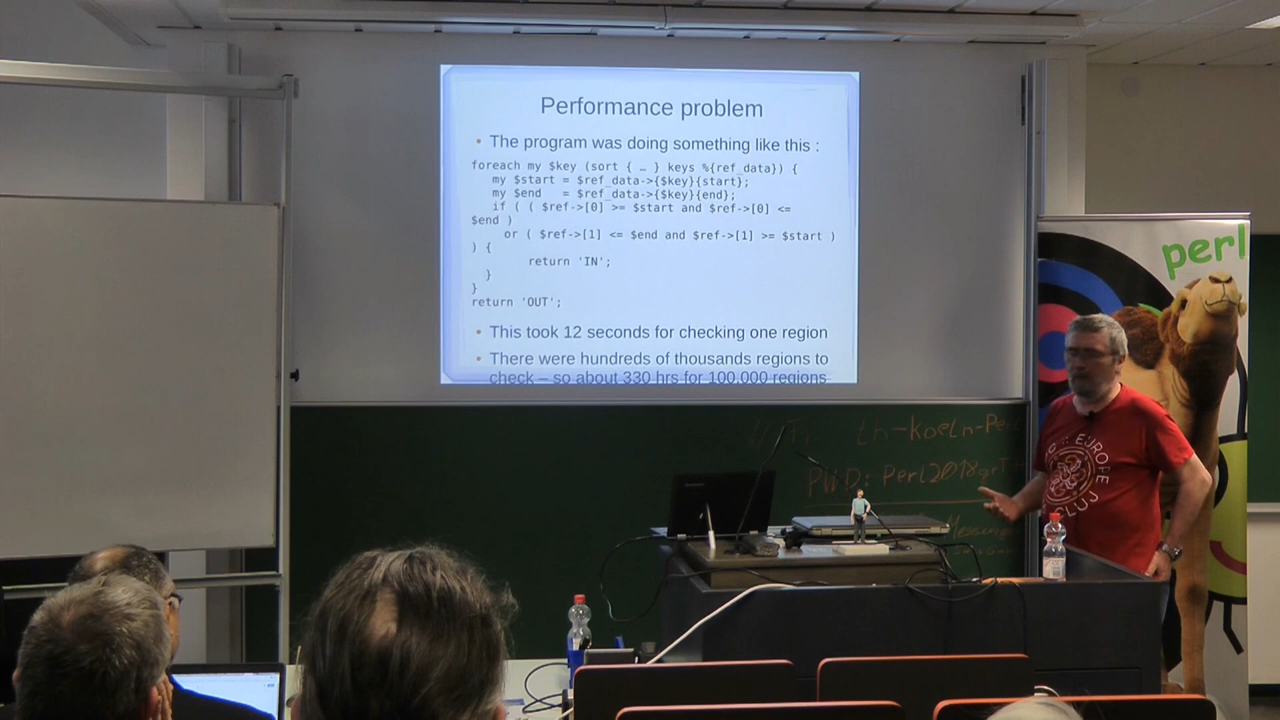 Performance problem
• The program was doing something like this :
foreach my $key (sort { … } keys %{ref_data}) {
my $start = $ref_data->{$key}{start};
my $end = $ref_data->{$key}{end};
if ( ( $ref->[0] >= $start and $ref->[0] <=
$end )
or ( $ref->[1] <= $end and $ref->[1] >= $start )
) {
return 'IN';
}
}
return 'OUT';
• This took 12 seconds for checking one region
• There were hundreds of thousands regions to
check – so about 330 hrs for 100,000 regions
perl
th-koeln-Pe
Perl2018
EUROPE
CLUB